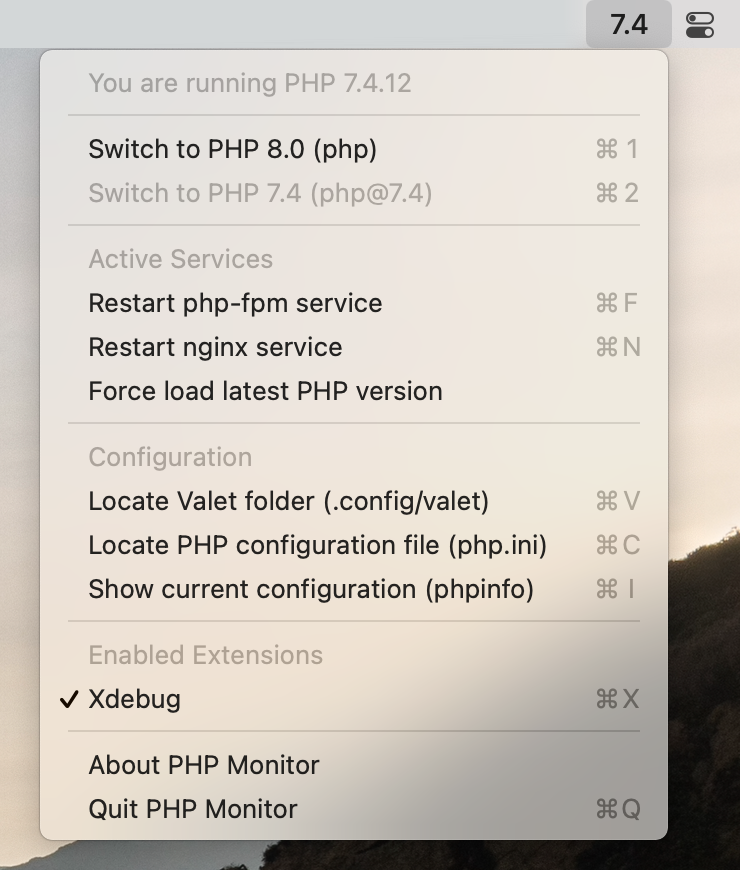 7.4
You are running PHP 7.4.12
Switch to PHP 8.0 (php) ⌘ 1
Switch to PHP 7.4 (php@7.4) ⌘ 2
Active Services
Restart php-fpm service ⌘ F
Restart nginx service ⌘ N
Force load latest PHP version
Configuration
Locate Valet folder (.config/valet) ⌘ V
Locate PHP configuration file (php.ini) ⌘ C
Show current configuration (phpinfo) ⌘ I
Enabled Extensions
✓ Xdebug ⌘ X
About PHP Monitor
Quit PHP Monitor ⌘ Q